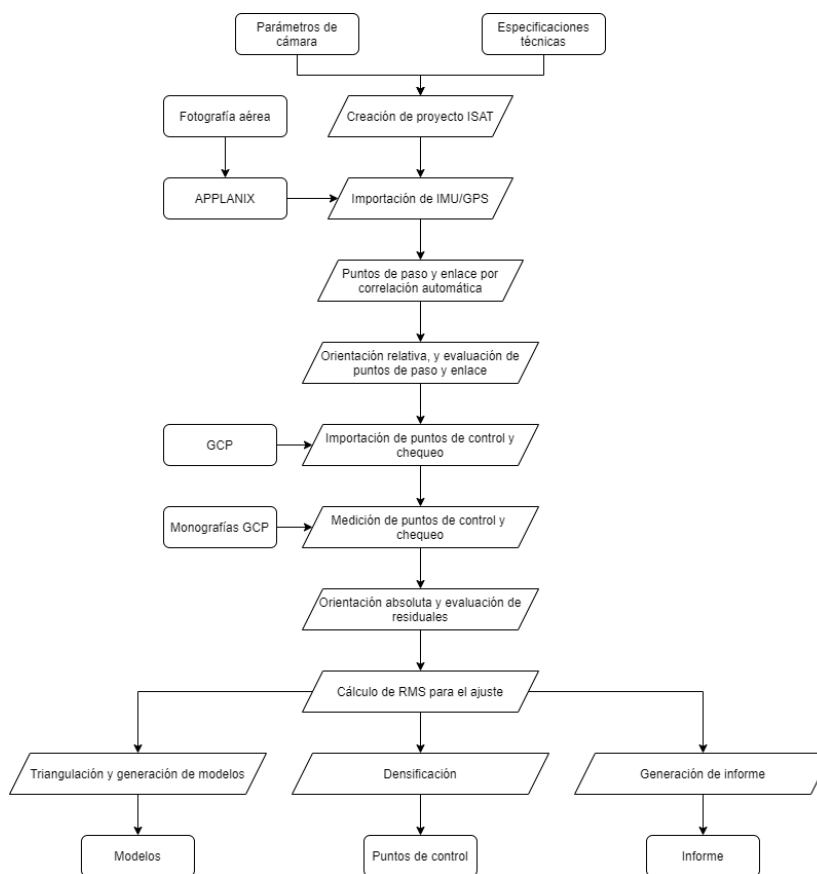 Parámetros de
cámara
Especificaciones
técnicas
Fotografía aérea
Creación de proyecto ISAT
APPLANIX
Importación de IMU/GPS
Puntos de paso y enlace por
correlación automática
Orientación relativa, y evaluación de
puntos de paso y enlace
GCP
Importación de puntos de control y
chequeo
Monografías GCP
Medición de puntos de control y
chequeo
Orientación absoluta y evaluación de
residuales
Cálculo de RMS para el ajuste
Triangulación y generación de modelos
Densificación
Generación de informe
Modelos
Puntos de control
Informe